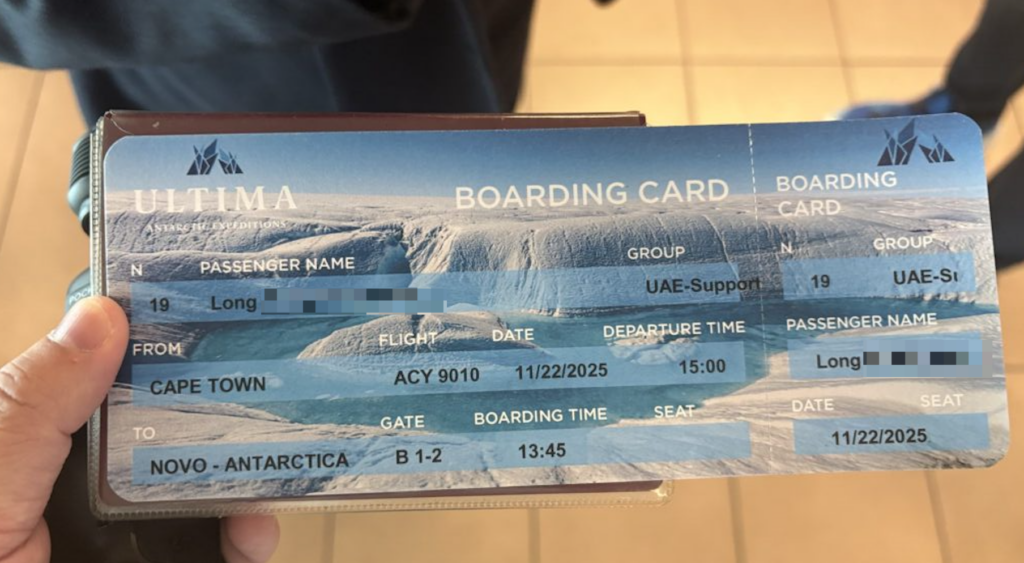 ULTIMA
ANTARCTIC EXPEDITIONS
BOARDING CARD
N PASSENGER NAME GROUP
19 Long UAE-Support
FROM FLIGHT DATE DEPARTURE TIME
CAPE TOWN ACY 9010 11/22/2025 15:00
TO GATE BOARDING TIME SEAT
NOVO - ANTARCTICA B 1-2 13:45
BOARDING
CARD
N GROUP
19 UAE-Su
PASSENGER NAME
Long
DATE SEAT
11/22/2025